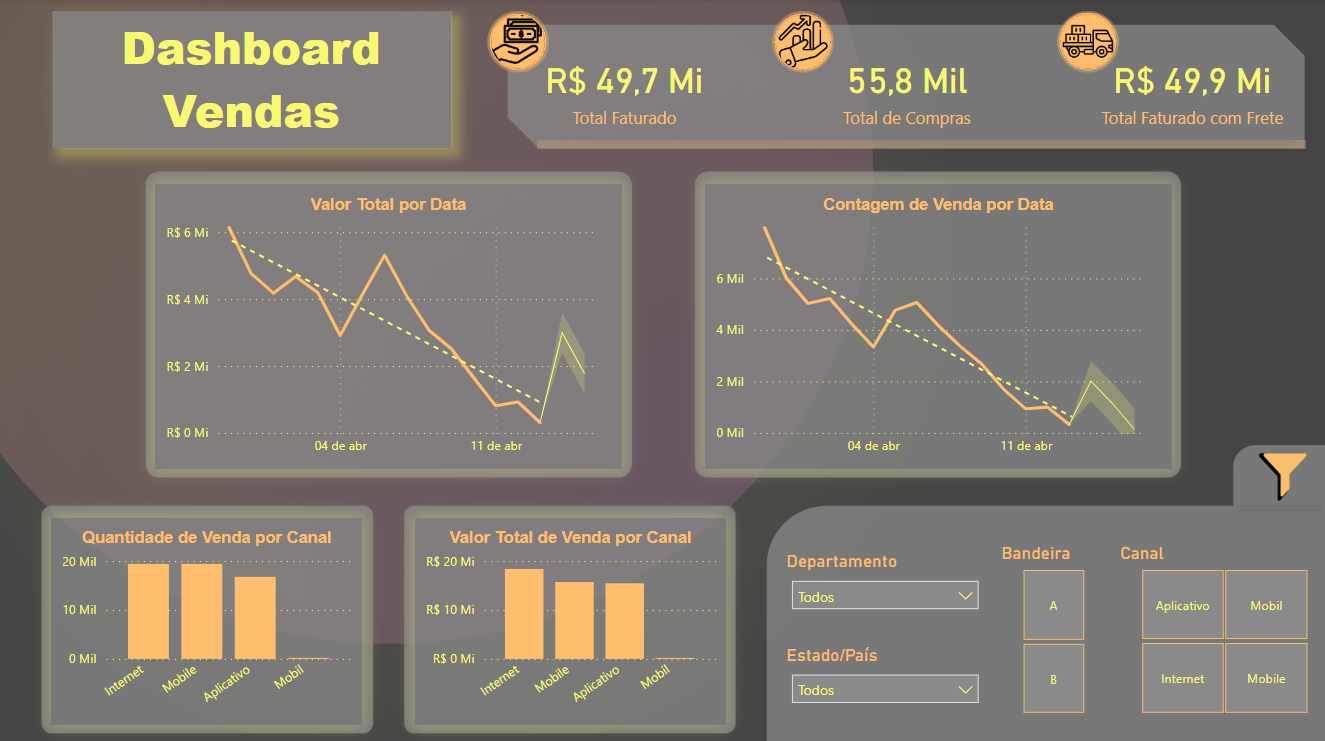 Dashboard
Vendas
R$ 49,7 Mi
Total Faturado
55,8 Mil
Total de Compras
R$ 49,9 Mi
Total Faturado com Frete
Valor Total por Data
R$ 6 Mi
R$ 4 Mi
R$ 2 Mi
R$ 0 Mi
04 de abr
11 de abr
Contagem de Venda por Data
6 Mil
4 Mil
2 Mil
0 Mil
04 de abr
11 de abr
Quantidade de Venda por Canal
20 Mil
10 Mil
0 Mil
Internet
Mobile
Aplicativo
Mobil
Valor Total de Venda por Canal
R$ 20 Mi
R$ 10 Mi
R$ 0 Mi
Internet
Mobile
Aplicativo
Mobil
Departamento
Todos
Estado/País
Todos
Bandeira
A
B
Canal
Aplicativo
Mobil
Internet
Mobile